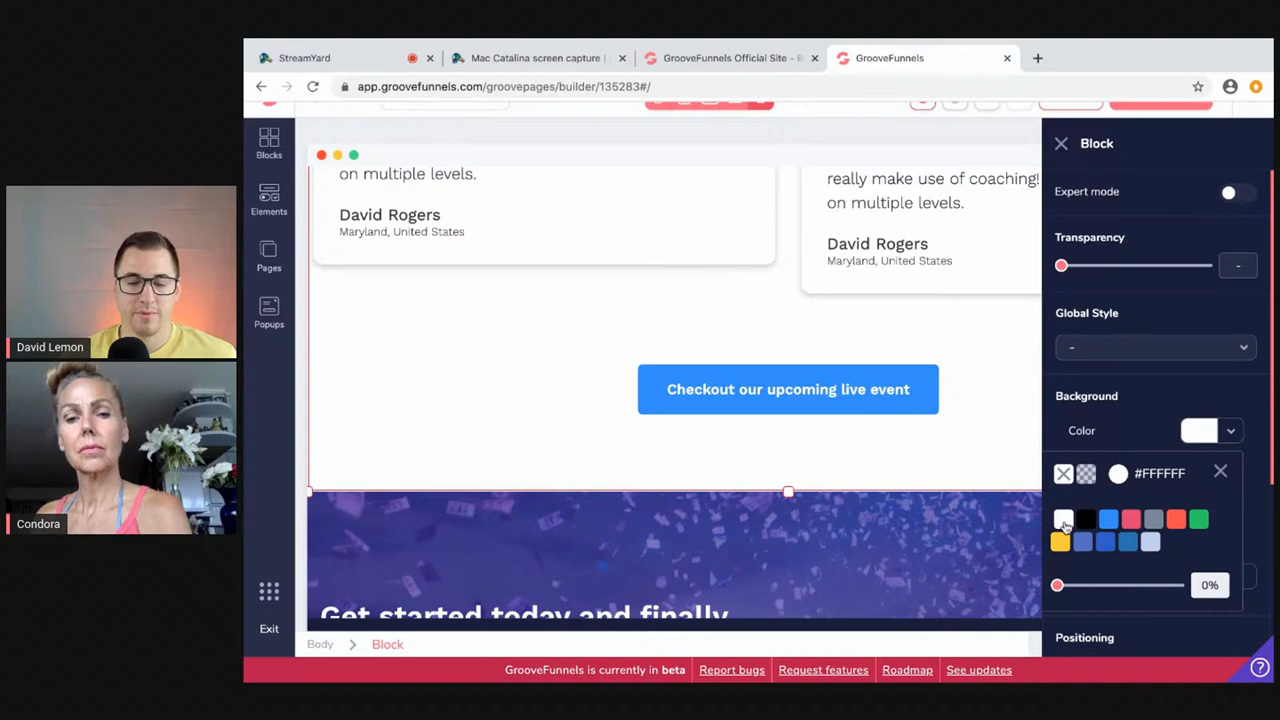 StreamYard
Mac Catalina screen capture |
GrooveFunnels Official Site - B
GrooveFunnels
app.groovefunnels.com/groovepages/builder/135283#/
Blocks
Elements
Pages
Popups
Exit
on multiple levels.
David Rogers
Maryland, United States
really make use of coaching!
on multiple levels.
David Rogers
Maryland, United States
Checkout our upcoming live event
Get started today and finally
Body
Block
Block
Expert mode
Transparency
-
Global Style
-
Background
Color
#FFFFFF
0%
Positioning
David Lemon
Condora
GrooveFunnels is currently in beta
Report bugs
Request features
Roadmap
See updates
?